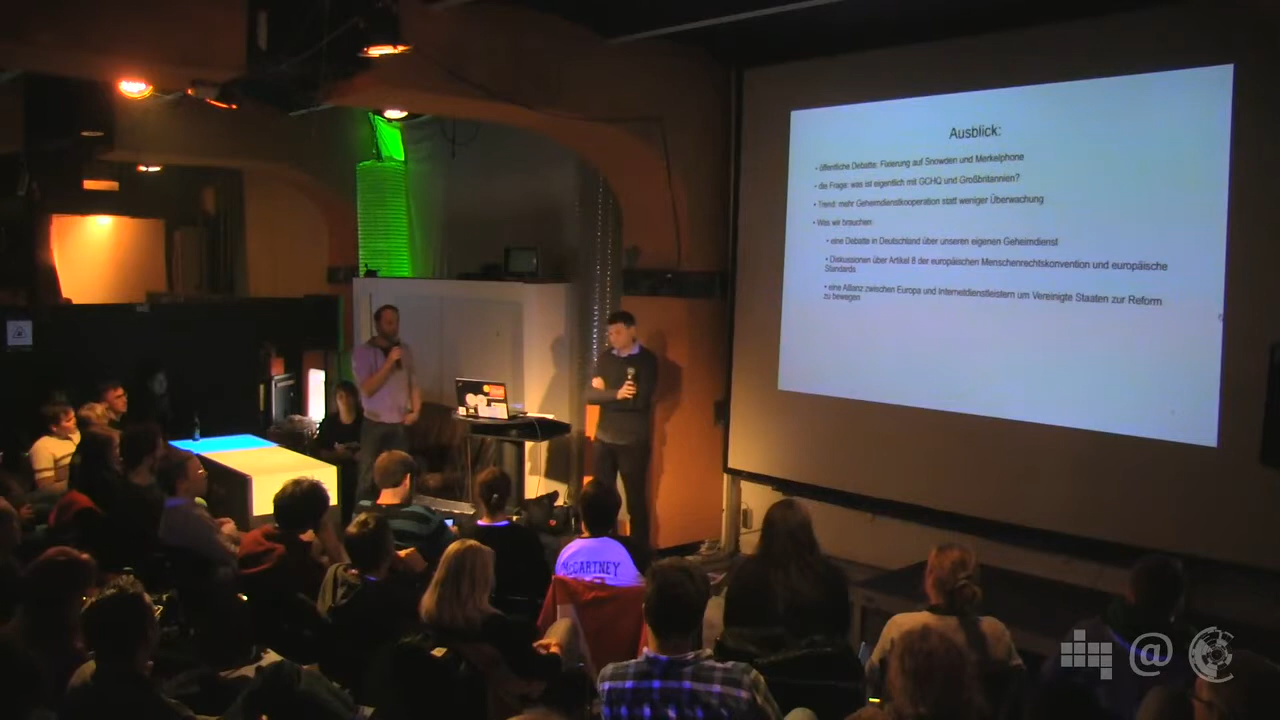 Ausblick:
• öffentliche Debatte: Fixierung auf Snowden und Merkelphone
• die Frage: was ist eigentlich mit GCHQ und Großbritannien?
• Trend: mehr Geheimdienstkooperation statt weniger Überwachung
• Was wir brauchen:
• eine Debatte in Deutschland über unseren eigenen Geheimdienst
• Diskussionen über Artikel 8 der europäischen Menschenrechtskonvention und europäische
Standards
• eine Allianz zwischen Europa und Internetdienstleistern um Vereinigte Staaten zur Reform
zu bewegen
McCARTNEY
@